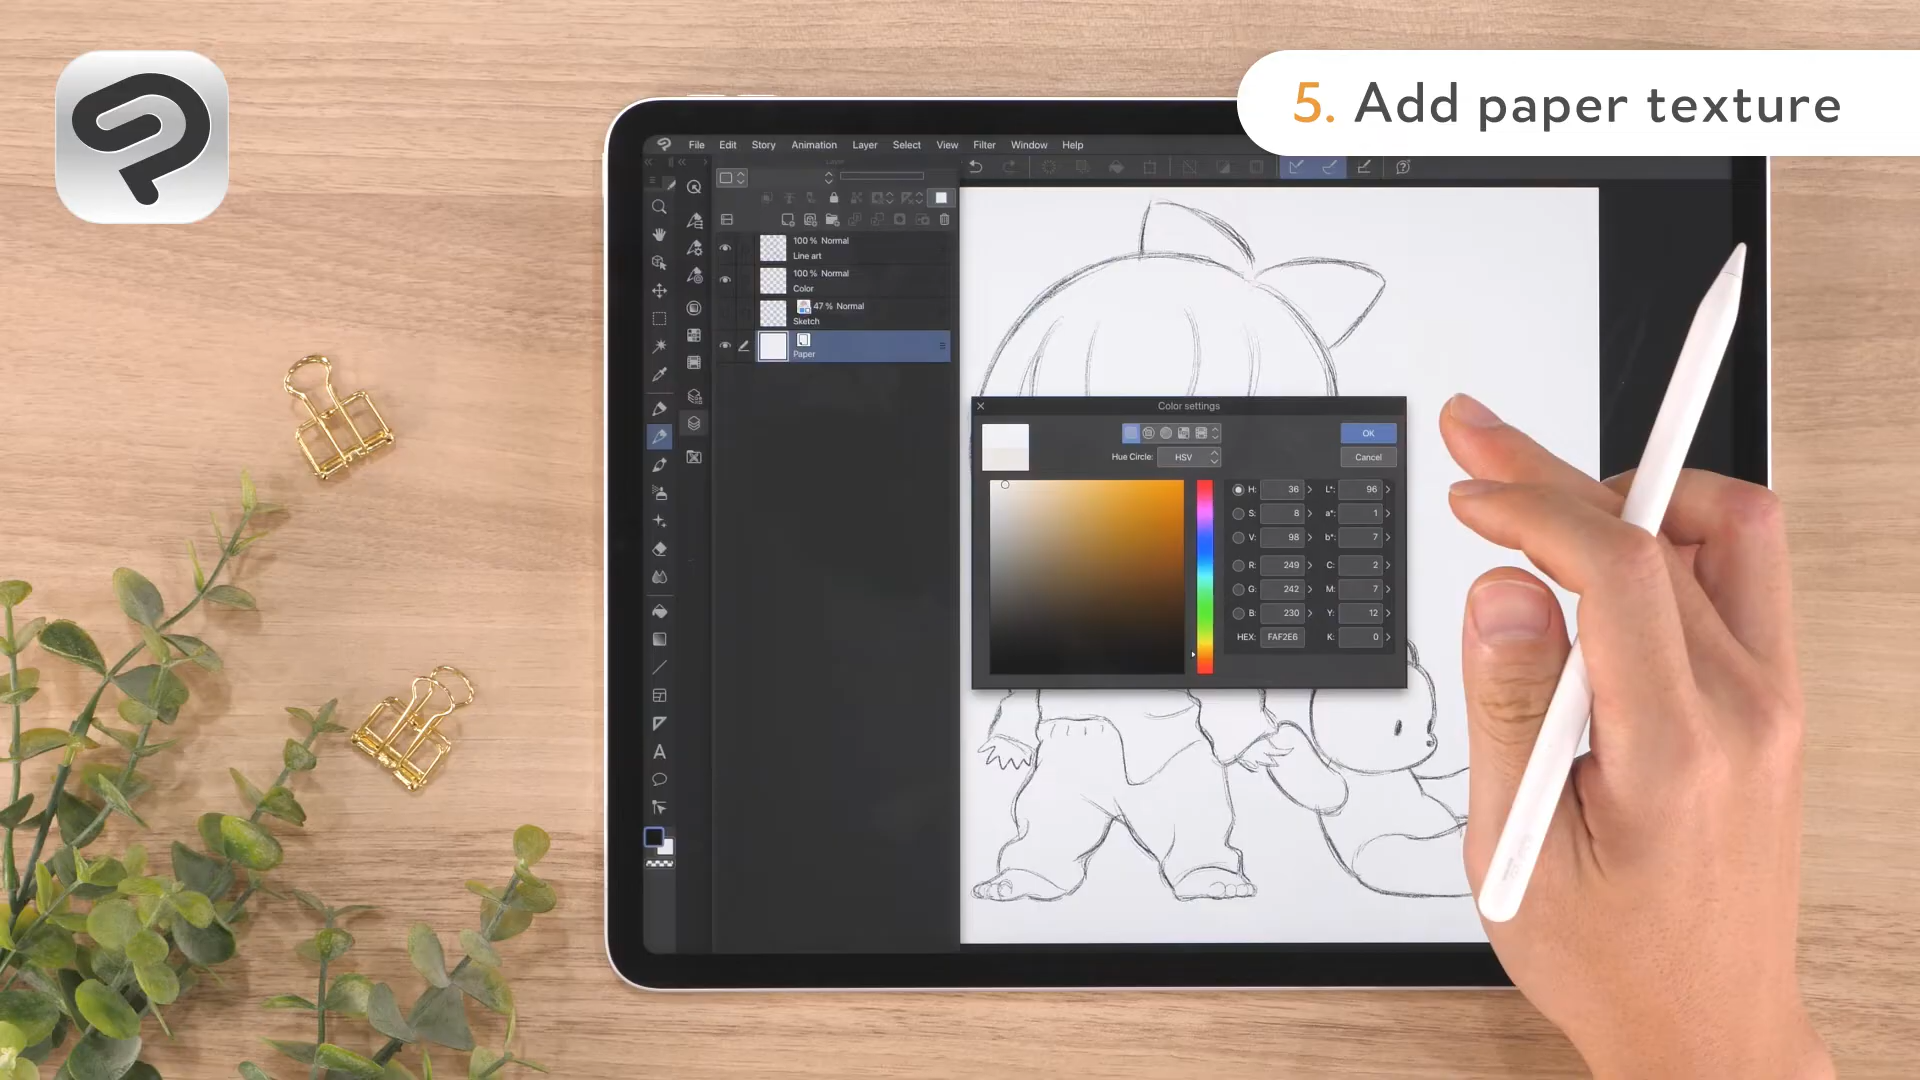 5. Add paper texture
File Edit Story Animation Layer Select View Filter Window Help
Layer
100 % Normal
Line art
100 % Normal
Color
47 % Normal
Sketch
Paper
Color settings
OK
Hue Circle: HSV
Cancel
H: 36 L*: 96
S: 8 a*: 1
V: 98 b*: 7
R: 249 C: 2
G: 242 M: 7
B: 230 Y: 12
HEX: FAF2E6 K: 0
A